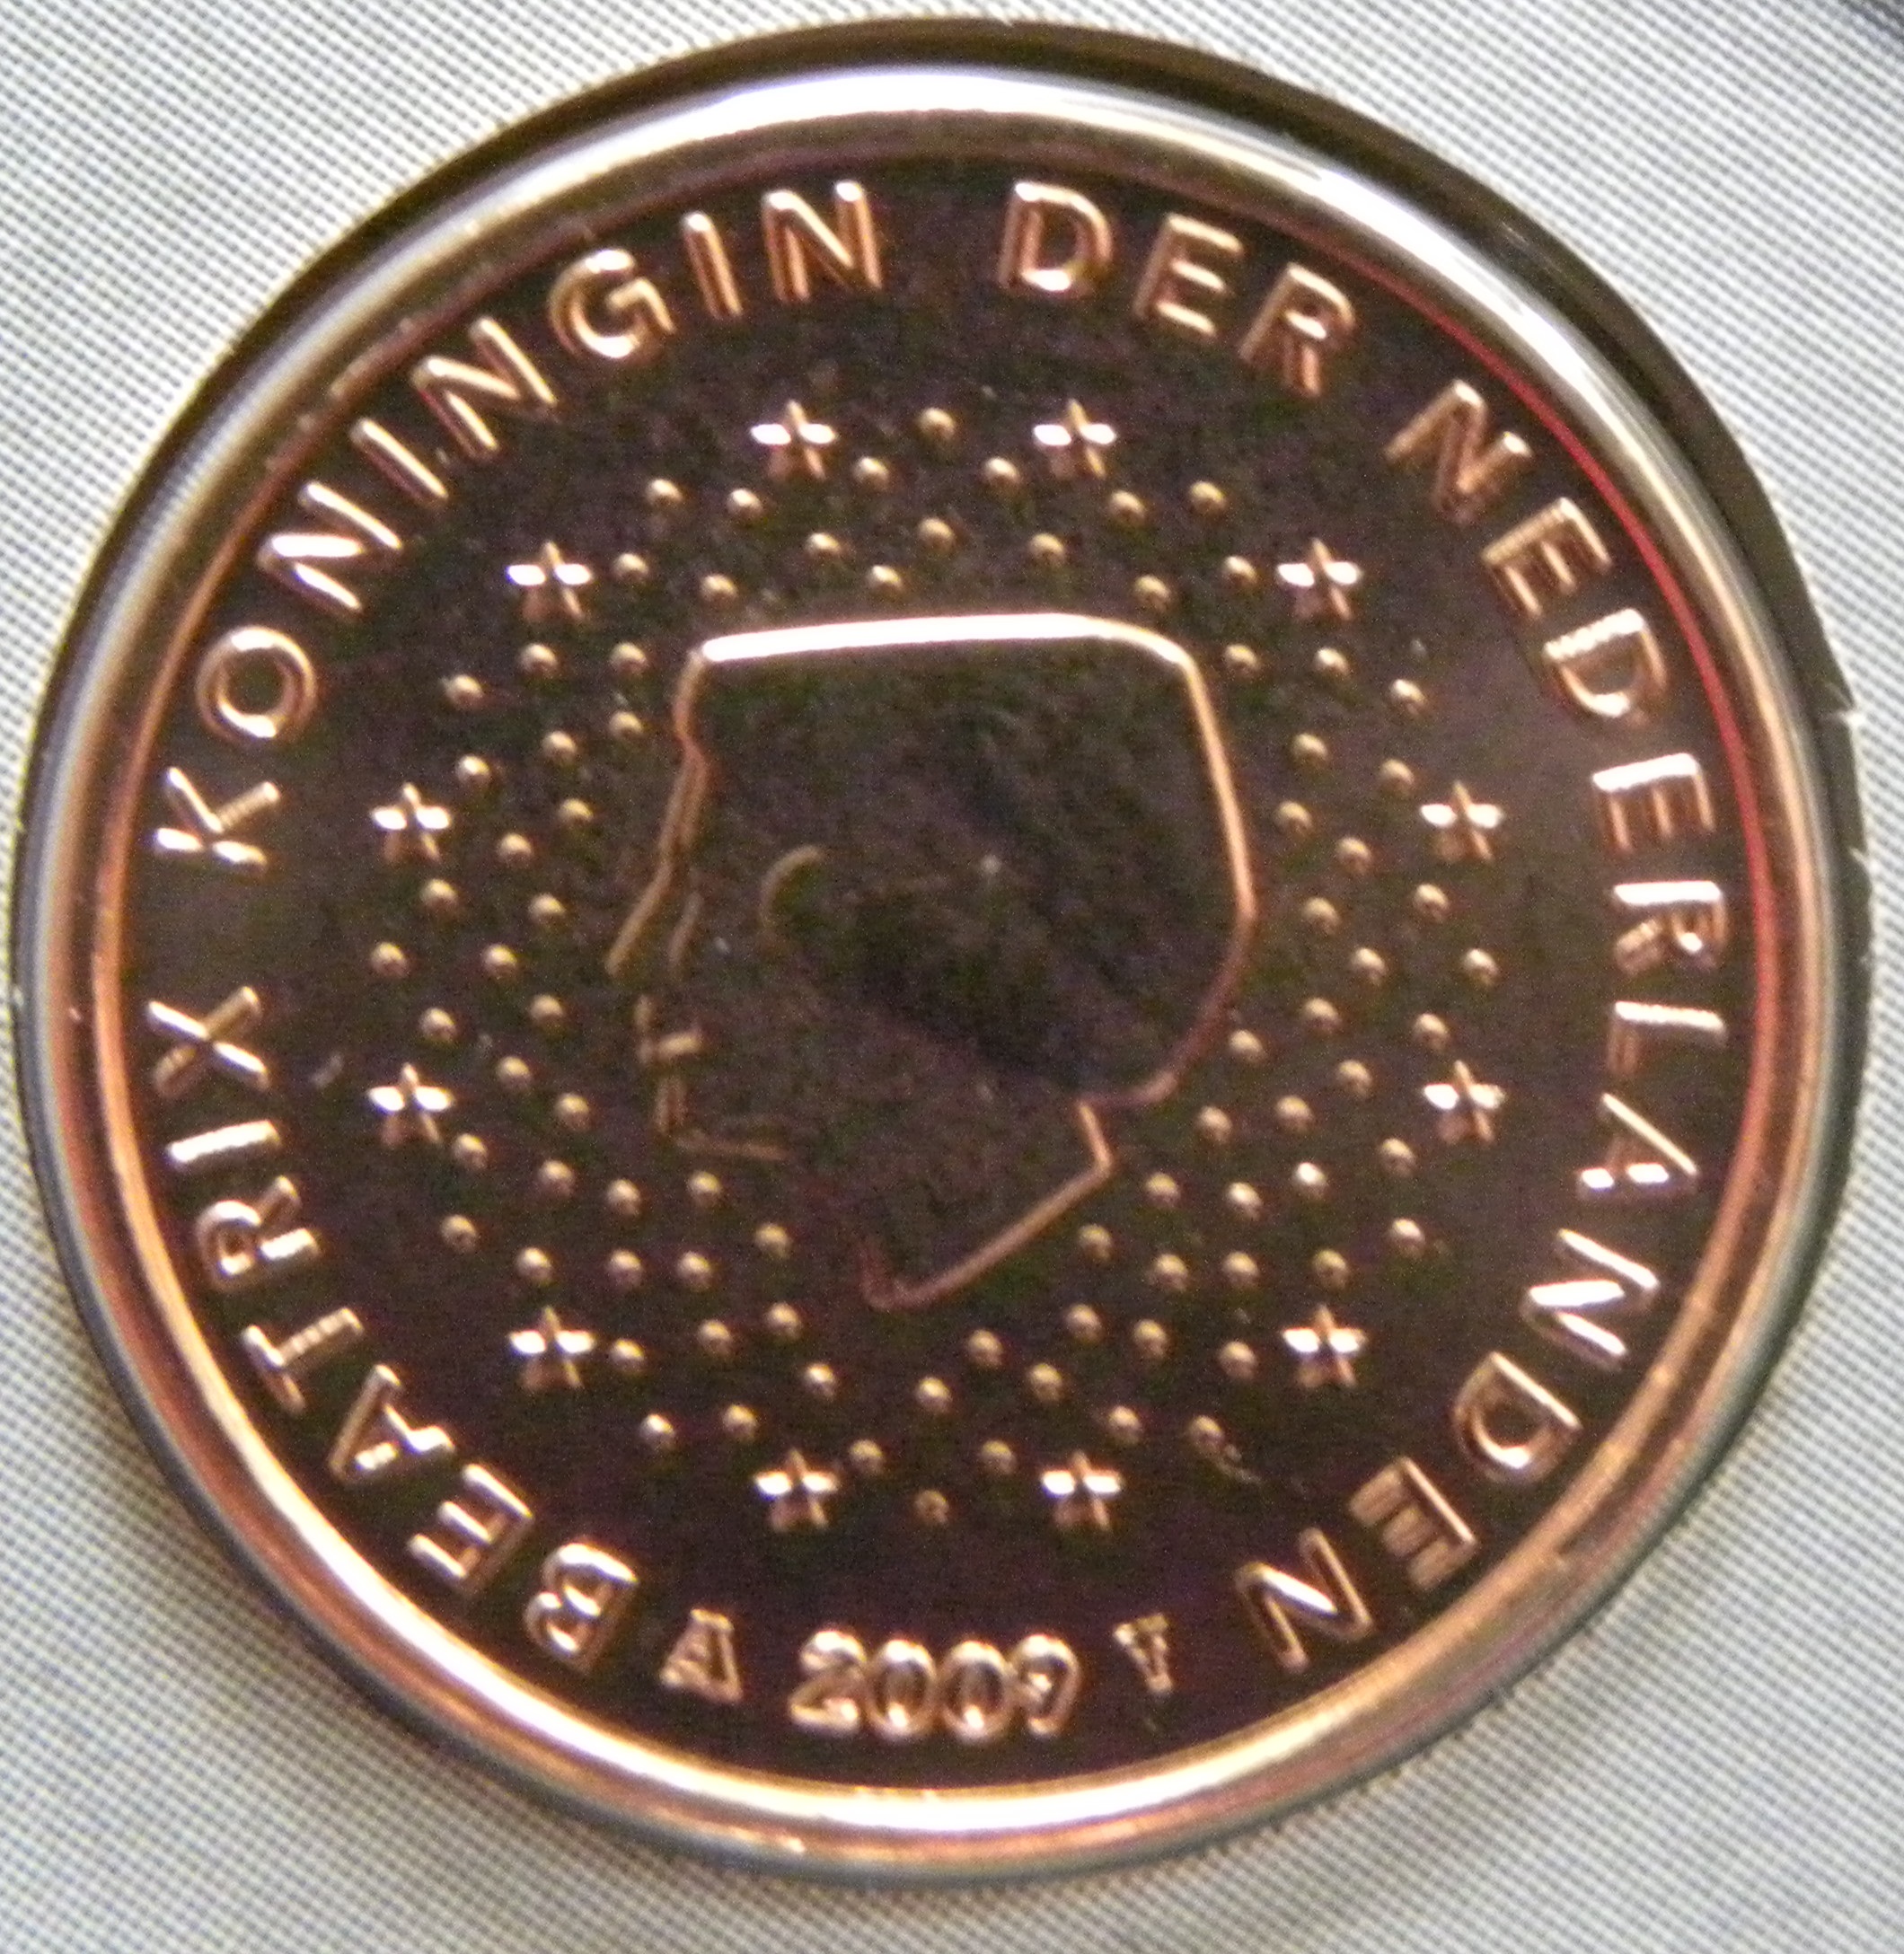 BEATRIX KONINGIN DER NEDERLANDEN
2009